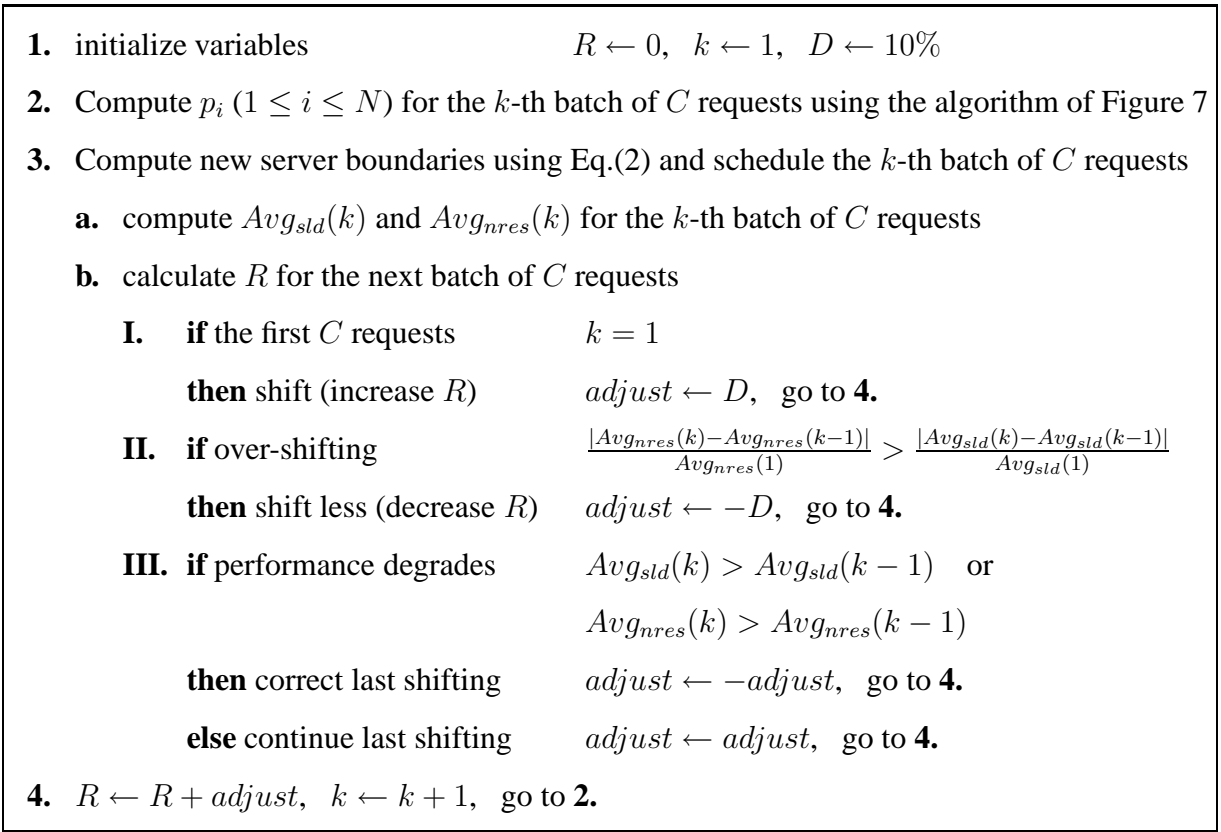 1. initialize variables R ← 0, k ← 1, D ← 10%
2. Compute p_i (1 ≤ i ≤ N) for the k-th batch of C requests using the algorithm of Figure 7
3. Compute new server boundaries using Eq.(2) and schedule the k-th batch of C requests
a. compute Avg_sld(k) and Avg_nres(k) for the k-th batch of C requests
b. calculate R for the next batch of C requests
I. if the first C requests k = 1
then shift (increase R) adjust ← D, go to 4.
II. if over-shifting |Avg_nres(k)−Avg_nres(k−1)| / Avg_nres(1) > |Avg_sld(k)−Avg_sld(k−1)| / Avg_sld(1)
then shift less (decrease R) adjust ← −D, go to 4.
III. if performance degrades Avg_sld(k) > Avg_sld(k − 1) or
Avg_nres(k) > Avg_nres(k − 1)
then correct last shifting adjust ← −adjust, go to 4.
else continue last shifting adjust ← adjust, go to 4.
4. R ← R + adjust, k ← k + 1, go to 2.